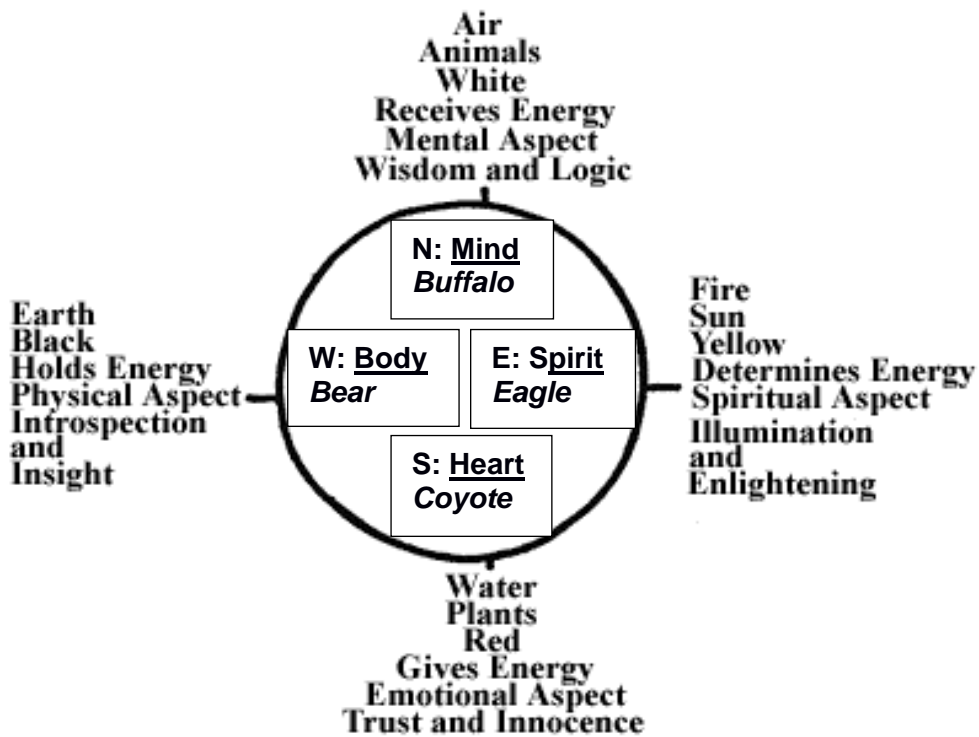 Air
Animals
White
Receives Energy
Mental Aspect
Wisdom and Logic
N: Mind
Buffalo
Earth
Black
Holds Energy
Physical Aspect
Introspection
and
Insight
W: Body
Bear
E: Spirit
Eagle
Fire
Sun
Yellow
Determines Energy
Spiritual Aspect
Illumination
and
Enlightening
S: Heart
Coyote
Water
Plants
Red
Gives Energy
Emotional Aspect
Trust and Innocence